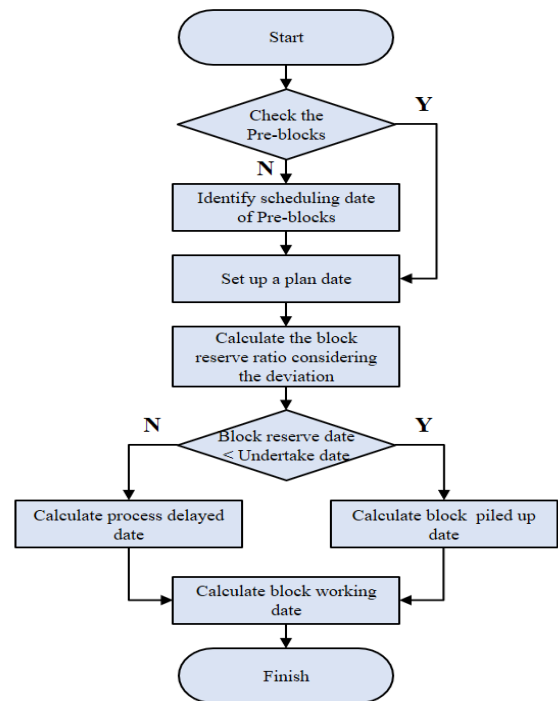 Start
Check the
Pre-blocks
Y
N
Identify scheduling date
of Pre-blocks
Set up a plan date
Calculate the block
reserve ratio considering
the deviation
N
Block reserve date
< Undertake date
Y
Calculate process delayed
date
Calculate block piled up
date
Calculate block working
date
Finish